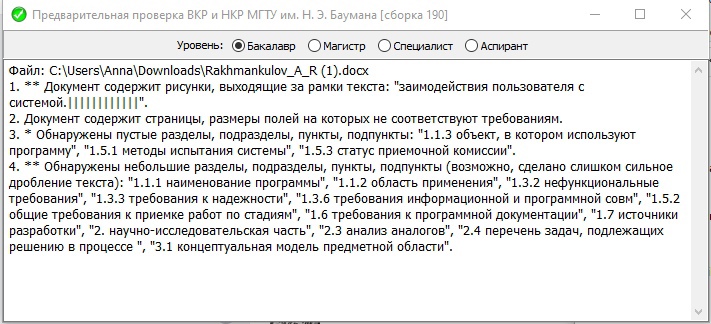 Предварительная проверка ВКР и НКР МГТУ им. Н. Э. Баумана [сборка 190]
Уровень: Бакалавр Магистр Специалист Аспирант
Файл: C:\Users\Anna\Downloads\Rakhmankulov_A_R (1).docx
1. ** Документ содержит рисунки, выходящие за рамки текста: "заимодействия пользователя с
системой.||||||||||||".
2. Документ содержит страницы, размеры полей на которых не соответствуют требованиям.
3. * Обнаружены пустые разделы, подразделы, пункты, подпункты: "1.1.3 объект, в котором используют
программу", "1.5.1 методы испытания системы", "1.5.3 статус приемочной комиссии".
4. ** Обнаружены небольшие разделы, подразделы, пункты, подпункты (возможно, сделано слишком сильное
дробление текста): "1.1.1 наименование программы", "1.1.2 область применения", "1.3.2 нефункциональные
требования", "1.3.3 требования к надежности", "1.3.6 требования информационной и программной совм", "1.5.2
общие требования к приемке работ по стадиям", "1.6 требования к программной документации", "1.7 источники
разработки", "2. научно-исследовательская часть", "2.3 анализ аналогов", "2.4 перечень задач, подлежащих
решению в процессе ", "3.1 концептуальная модель предметной области".